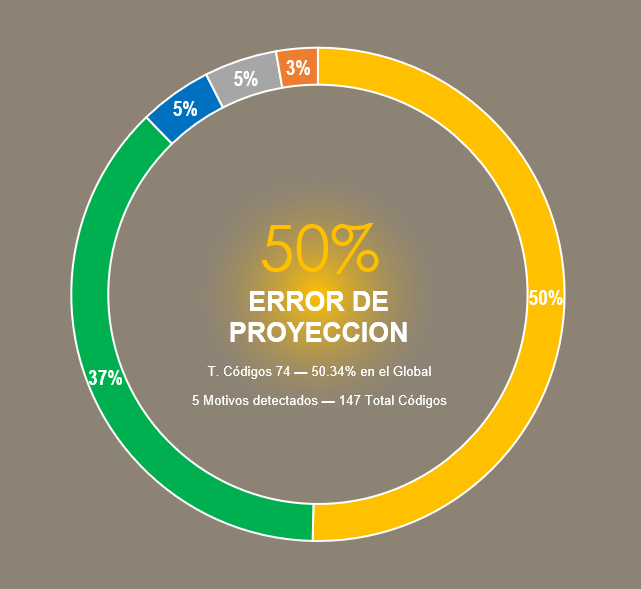 3%
5%
5%
50%
ERROR DE
PROYECCION
50%
37%
T. Códigos 74 — 50.34% en el Global
5 Motivos detectados — 147 Total Códigos